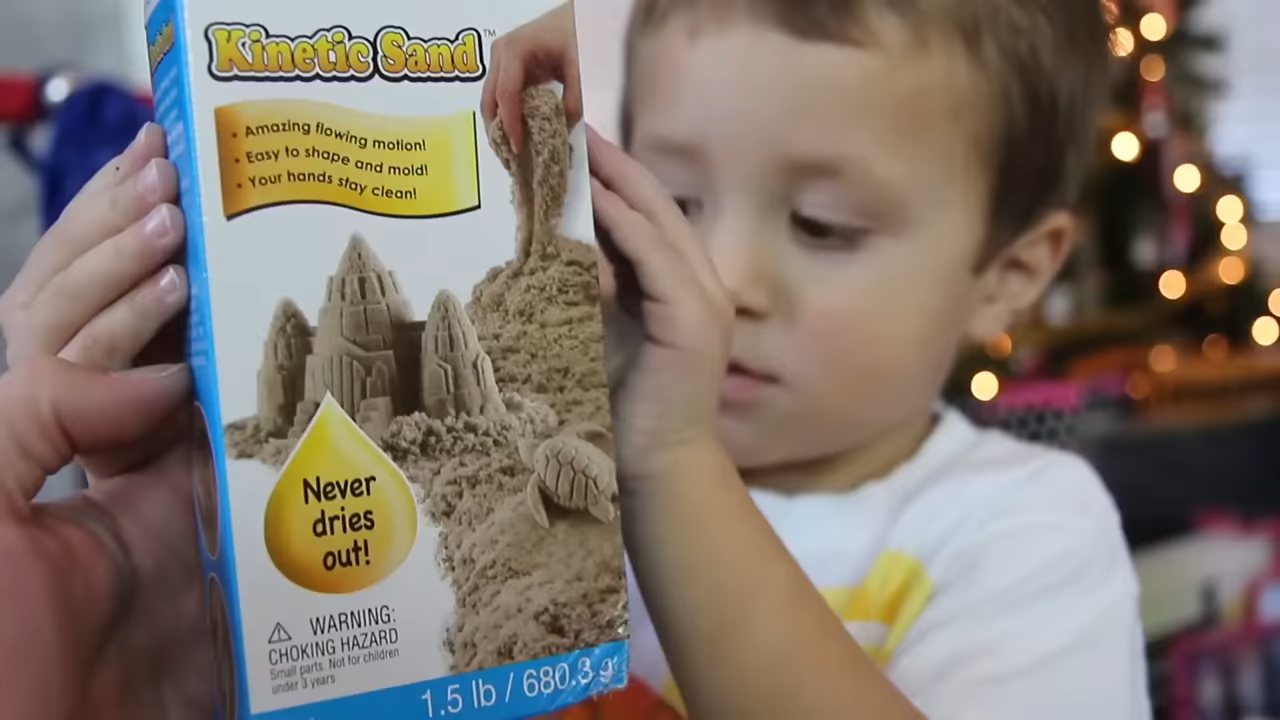 Kinetic Sand™
• Amazing flowing motion!
• Easy to shape and mold!
• Your hands stay clean!
Never
dries
out!
⚠ WARNING:
CHOKING HAZARD
Small parts. Not for children
under 3 years
1.5 lb / 680.3 g